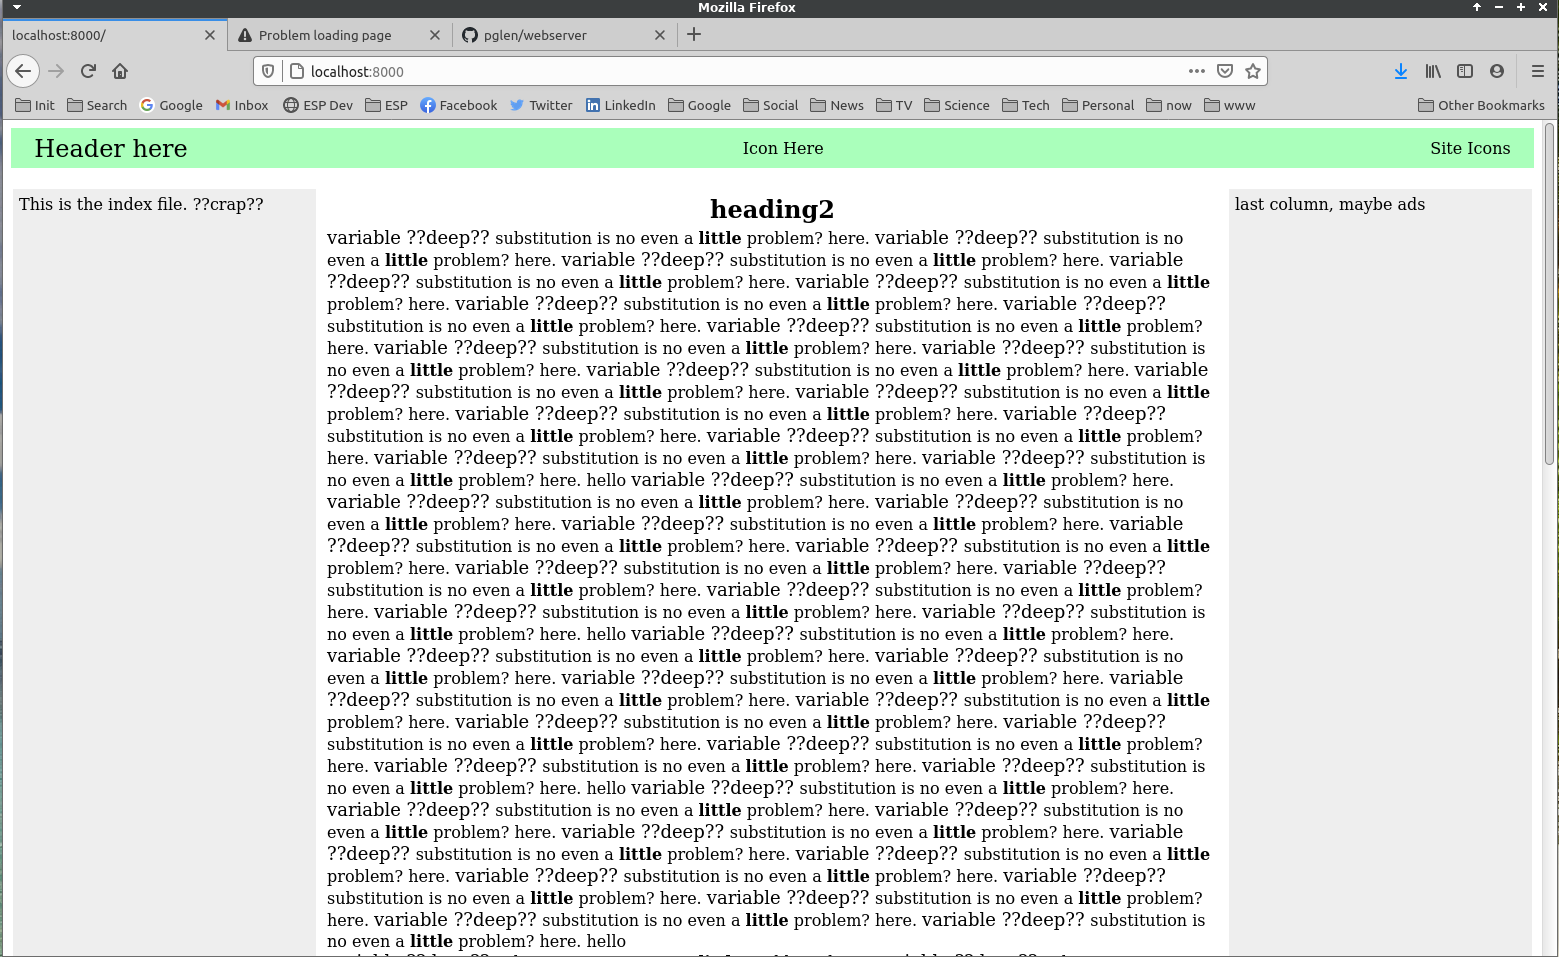 Mozilla Firefox
localhost:8000/ Problem loading page pglen/webserver
localhost:8000
Init Search Google Inbox ESP Dev ESP Facebook Twitter LinkedIn Google Social News TV Science Tech Personal now www Other Bookmarks
Header here Icon Here Site Icons
This is the index file. ??crap??
heading2
variable ??deep?? substitution is no even a little problem? here. variable ??deep?? substitution is no
even a little problem? here. variable ??deep?? substitution is no even a little problem? here. variable
??deep?? substitution is no even a little problem? here. variable ??deep?? substitution is no even a little
problem? here. variable ??deep?? substitution is no even a little problem? here. variable ??deep??
substitution is no even a little problem? here. variable ??deep?? substitution is no even a little problem?
here. variable ??deep?? substitution is no even a little problem? here. variable ??deep?? substitution is
no even a little problem? here. variable ??deep?? substitution is no even a little problem? here. variable
??deep?? substitution is no even a little problem? here. variable ??deep?? substitution is no even a little
problem? here. variable ??deep?? substitution is no even a little problem? here. variable ??deep??
substitution is no even a little problem? here. variable ??deep?? substitution is no even a little problem?
here. variable ??deep?? substitution is no even a little problem? here. variable ??deep?? substitution is
no even a little problem? here. hello variable ??deep?? substitution is no even a little problem? here.
variable ??deep?? substitution is no even a little problem? here. variable ??deep?? substitution is no
even a little problem? here. variable ??deep?? substitution is no even a little problem? here. variable
??deep?? substitution is no even a little problem? here. variable ??deep?? substitution is no even a little
problem? here. variable ??deep?? substitution is no even a little problem? here. variable ??deep??
substitution is no even a little problem? here. variable ??deep?? substitution is no even a little problem?
here. variable ??deep?? substitution is no even a little problem? here. variable ??deep?? substitution is
no even a little problem? here. hello variable ??deep?? substitution is no even a little problem? here.
variable ??deep?? substitution is no even a little problem? here. variable ??deep?? substitution is no
even a little problem? here. variable ??deep?? substitution is no even a little problem? here. variable
??deep?? substitution is no even a little problem? here. variable ??deep?? substitution is no even a little
problem? here. variable ??deep?? substitution is no even a little problem? here. variable ??deep??
substitution is no even a little problem? here. variable ??deep?? substitution is no even a little problem?
here. variable ??deep?? substitution is no even a little problem? here. variable ??deep?? substitution is
no even a little problem? here. hello variable ??deep?? substitution is no even a little problem? here.
variable ??deep?? substitution is no even a little problem? here. variable ??deep?? substitution is no
even a little problem? here. variable ??deep?? substitution is no even a little problem? here. variable
??deep?? substitution is no even a little problem? here. variable ??deep?? substitution is no even a little
problem? here. variable ??deep?? substitution is no even a little problem? here. variable ??deep??
substitution is no even a little problem? here. variable ??deep?? substitution is no even a little problem?
here. variable ??deep?? substitution is no even a little problem? here. variable ??deep?? substitution is
no even a little problem? here. hello
last column, maybe ads